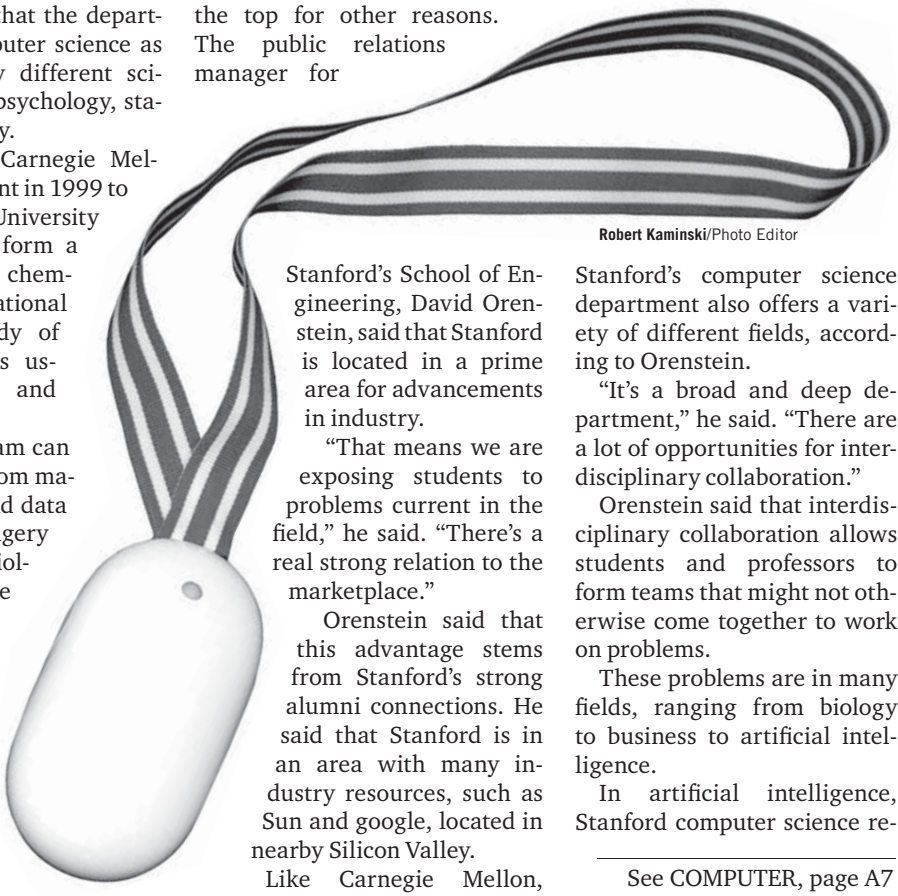 hat the depart-
puter science as
different sci-
psychology, sta-
y.
Carnegie Mel-
nt in 1999 to
University
form a
chem-
ational
dy of
s us-
and
am can
om ma-
d data
gery
iol-
e
the top for other reasons.
The public relations
manager for
Robert Kaminski/Photo Editor
Stanford’s School of En-
gineering, David Oren-
stein, said that Stanford
is located in a prime
area for advancements
in industry.
“That means we are
exposing students to
problems current in the
field,” he said. “There’s a
real strong relation to the
marketplace.”
Orenstein said that
this advantage stems
from Stanford’s strong
alumni connections. He
said that Stanford is in
an area with many in-
dustry resources, such as
Sun and google, located in
nearby Silicon Valley.
Like Carnegie Mellon,
Stanford’s computer science
department also offers a vari-
ety of different fields, accord-
ing to Orenstein.
“It’s a broad and deep de-
partment,” he said. “There are
a lot of opportunities for inter-
disciplinary collaboration.”
Orenstein said that interdis-
ciplinary collaboration allows
students and professors to
form teams that might not oth-
erwise come together to work
on problems.
These problems are in many
fields, ranging from biology
to business to artificial intel-
ligence.
In artificial intelligence,
Stanford computer science re-
See COMPUTER, page A7